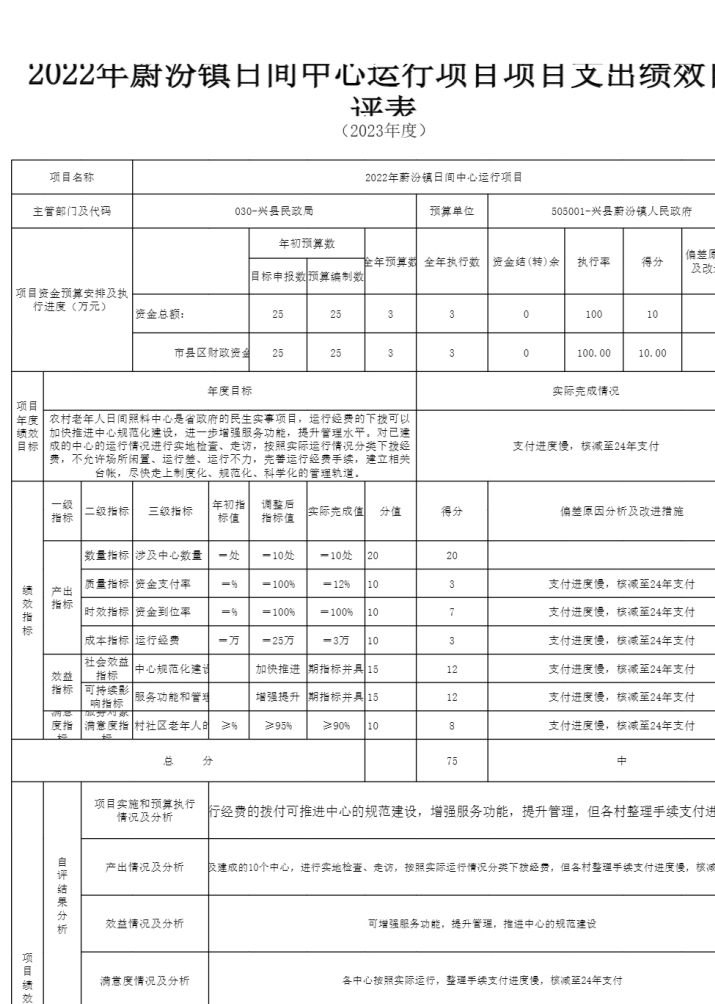 2022年蔚汾镇日间中心运行项目项目支出绩效
评表
（2023年度）
项目名称 2022年蔚汾镇日间中心运行项目
主管部门及代码 030-兴县民政局 预算单位 505001-兴县蔚汾镇人民政府
项目资金预算安排及执
行进度（万元）
年初预算数
目标申报数 预算编制数 全年预算数 全年执行数 资金结(转)余 执行率 得分 偏差原
及改
资金总额: 25 25 3 3 0 100 10
市县区财政资金 25 25 3 3 0 100.00 10.00
项目
年度
绩效
目标
年度目标 实际完成情况
农村老年人日间照料中心是省政府的民生实事项目，运行经费的下拨可以
加快推进中心规范化建设，进一步增强服务功能，提升管理水平。对已建
成的中心的运行情况进行实地检查、走访，按照实际运行情况分类下拨经
费，不允许场所闲置、运行差、运行不力，完善运行经费手续，建立相关
台帐，尽快走上制度化、规范化、科学化的管理轨道。
支付进度慢，核减至24年支付
绩
效
指
标
一级
指标
二级指标 三级指标
年初指
标值
调整后
指标值
实际完成值 分值 得分 偏差原因分析及改进措施
产出
指标
数量指标 涉及中心数量 ＝处 ＝10处 ＝10处 20 20
质量指标 资金支付率 ＝% ＝100% ＝12% 10 3 支付进度慢，核减至24年支付
时效指标 资金到位率 ＝% ＝100% ＝100% 10 7 支付进度慢，核减至24年支付
成本指标 运行经费 ＝万 ＝25万 ＝3万 10 3 支付进度慢，核减至24年支付
效益
指标
社会效益
指标
中心规范化建设 加快推进 期指标并具 15 12 支付进度慢，核减至24年支付
可持续影
响指标
服务功能和管理 增强提升 期指标并具 15 12 支付进度慢，核减至24年支付
满意
度指
标
服务对象
满意度指
标
村社区老年人的 ≥% ≥95% ≥90% 10 8 支付进度慢，核减至24年支付
总 分 75 中
项
目
绩
效
自
评
结
果
分
析
项目实施和预算执行
情况及分析
行经费的拨付可推进中心的规范建设，增强服务功能，提升管理，但各村整理手续支付进
产出情况及分析 及建成的10个中心，进行实地检查、走访，按照实际运行情况分类下拨经费，但各村整理手续支付进度慢，核减
效益情况及分析 可增强服务功能，提升管理，推进中心的规范建设
满意度情况及分析 各中心按照实际运行，整理手续支付进度慢，核减至24年支付